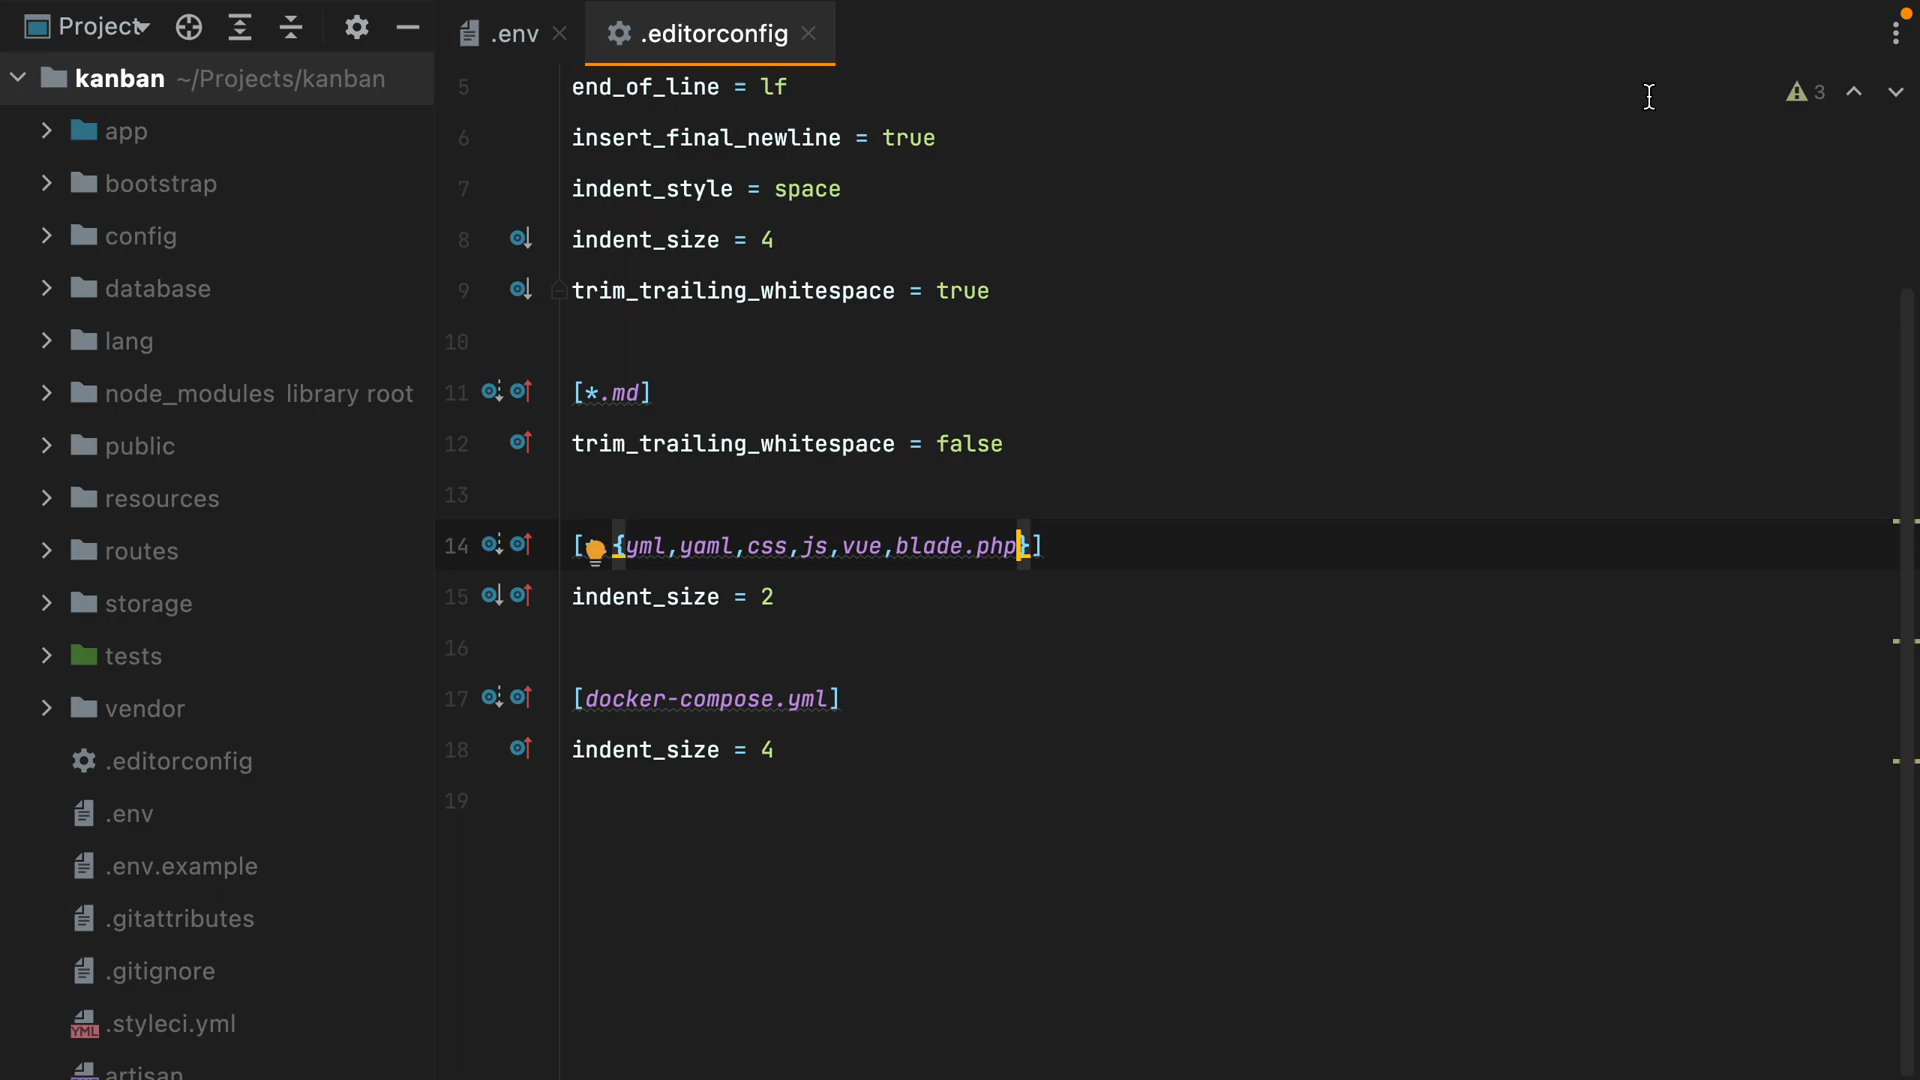 Project
kanban ~/Projects/kanban
app
bootstrap
config
database
lang
node_modules library root
public
resources
routes
storage
tests
vendor
.editorconfig
.env
.env.example
.gitattributes
.gitignore
YML .styleci.yml
artisan
.env
.editorconfig
3
5 end_of_line = lf
6 insert_final_newline = true
7 indent_style = space
8 indent_size = 4
9 trim_trailing_whitespace = true
10
11 [*.md]
12 trim_trailing_whitespace = false
13
14 [ {yml,yaml,css,js,vue,blade.php}]
15 indent_size = 2
16
17 [docker-compose.yml]
18 indent_size = 4
19